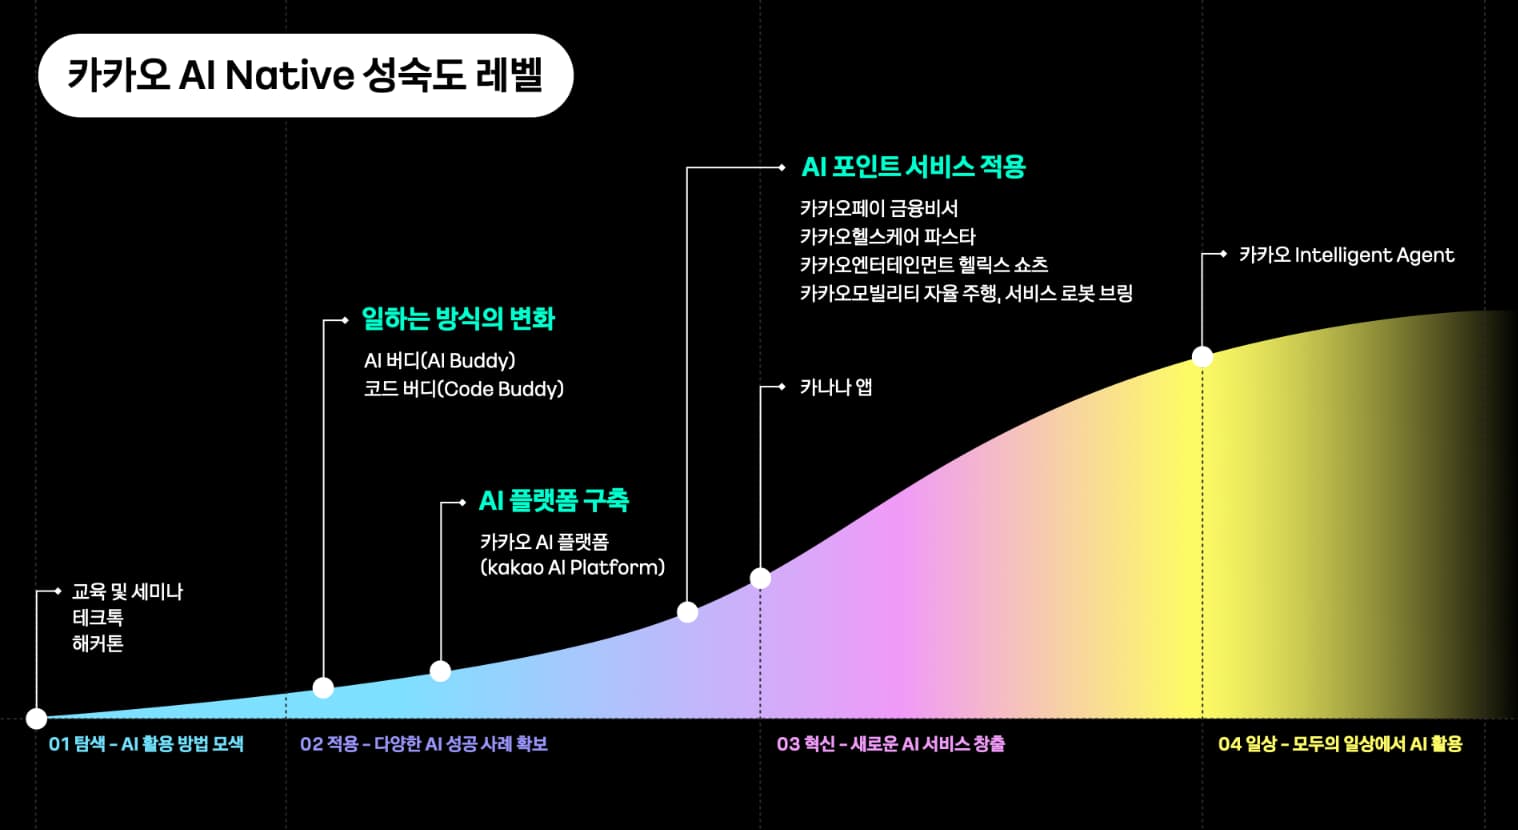 카카오 AI Native 성숙도 레벨
AI 포인트 서비스 적용
카카오페이 금융비서
카카오헬스케어 파스타
카카오엔터테인먼트 헬릭스 쇼츠
카카오모빌리티 자율 주행, 서비스 로봇 브링
카카오 Intelligent Agent
일하는 방식의 변화
AI 버디(AI Buddy)
코드 버디(Code Buddy)
카나나 앱
AI 플랫폼 구축
카카오 AI 플랫폼
(kakao AI Platform)
교육 및 세미나
테크톡
해커톤
01 탐색 – AI 활용 방법 모색
02 적용 – 다양한 AI 성공 사례 확보
03 혁신 – 새로운 AI 서비스 창출
04 일상 – 모두의 일상에서 AI 활용